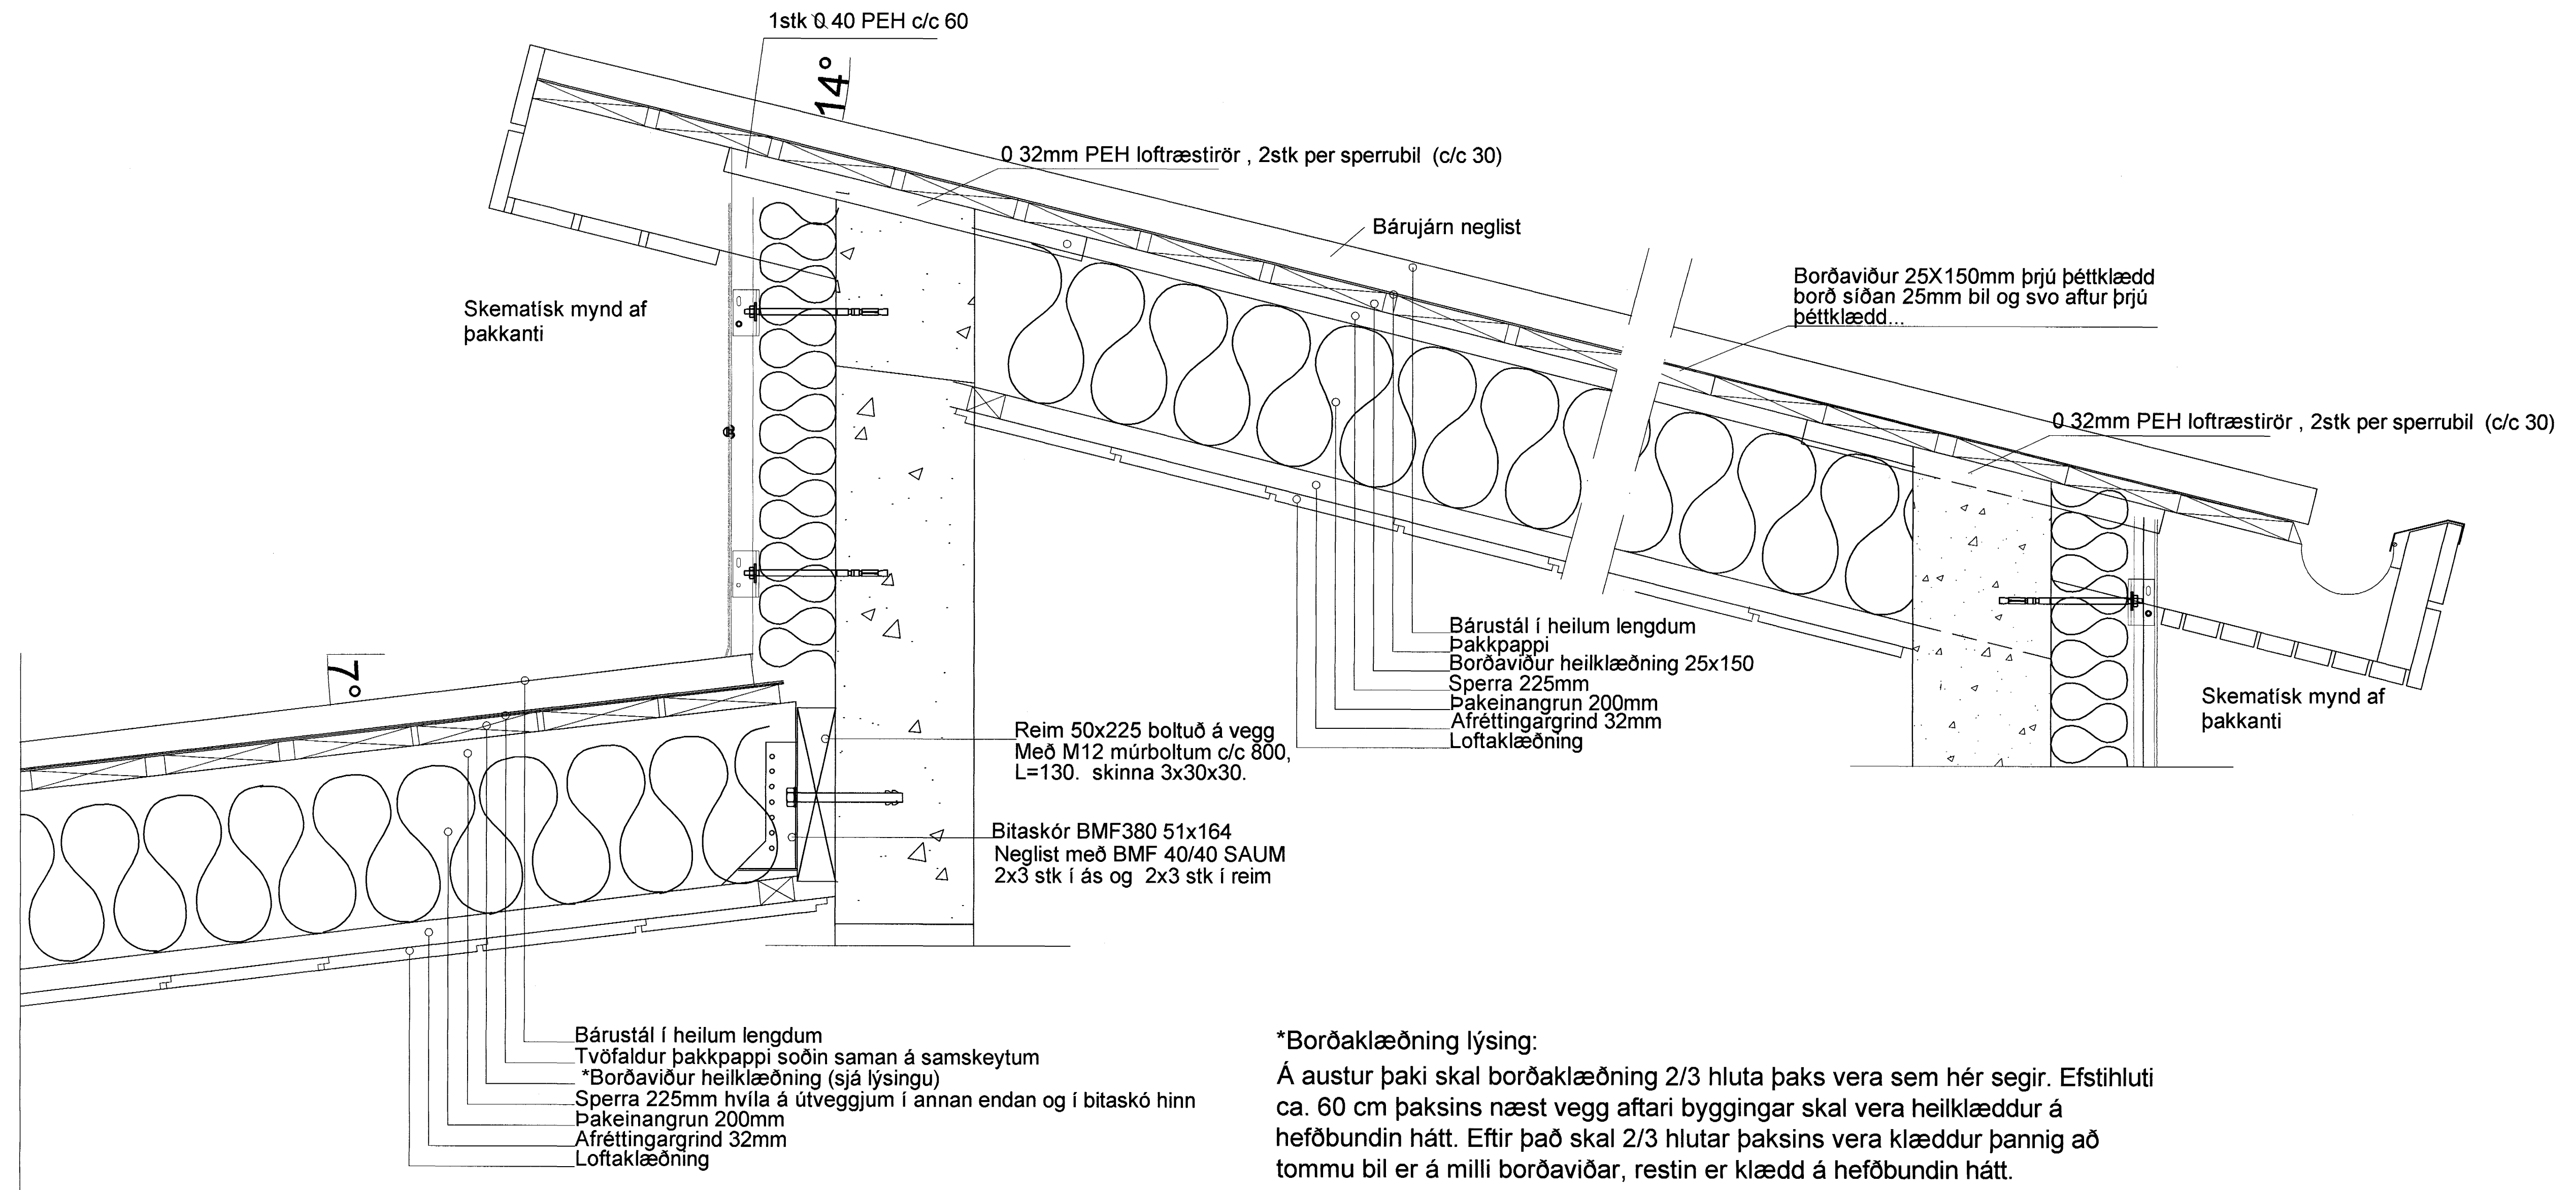 1stk 0 40 PEH c/c 60
14°
0 32mm PEH loftræstirör , 2stk per sperrubil (c/c 30)
Bárujárn neglist
Borðaviður 25X150mm þrjú þéttklædd
borð síðan 25mm bil og svo aftur þrjú
þéttklædd...
Skematísk mynd af
þakkanti
0 32mm PEH loftræstirör , 2stk per sperrubil (c/c 30)
Bárustál í heilum lengdum
Þakkpappi
Borðaviður heilklæðning 25x150
Sperra 225mm
Þakeinangrun 200mm
Afréttingargrind 32mm
Loftaklæðning
Skematísk mynd af
þakkanti
7°
Reim 50x225 boltuð á vegg
Með M12 múrboltum c/c 800,
L=130. skinna 3x30x30.
Bitaskór BMF380 51x164
Neglist með BMF 40/40 SAUM
2x3 stk í ás og 2x3 stk í reim
Bárustál í heilum lengdum
Tvöfaldur þakkpappi soðin saman á samskeytum
*Borðaviður heilklæðning (sjá lýsingu)
Sperra 225mm hvíla á útveggjum í annan endan og í bitaskó hinn
Þakeinangrun 200mm
Afréttingargrind 32mm
Loftaklæðning
*Borðaklæðning lýsing:
Á austur þaki skal borðaklæðning 2/3 hluta þaks vera sem hér segir. Efstihluti
ca. 60 cm þaksins næst vegg aftari byggingar skal vera heilklæddur á
hefðbundin hátt. Eftir það skal 2/3 hlutar þaksins vera klæddur þannig að
tommu bil er á milli borðaviðar, restin er klædd á hefðbundin hátt.